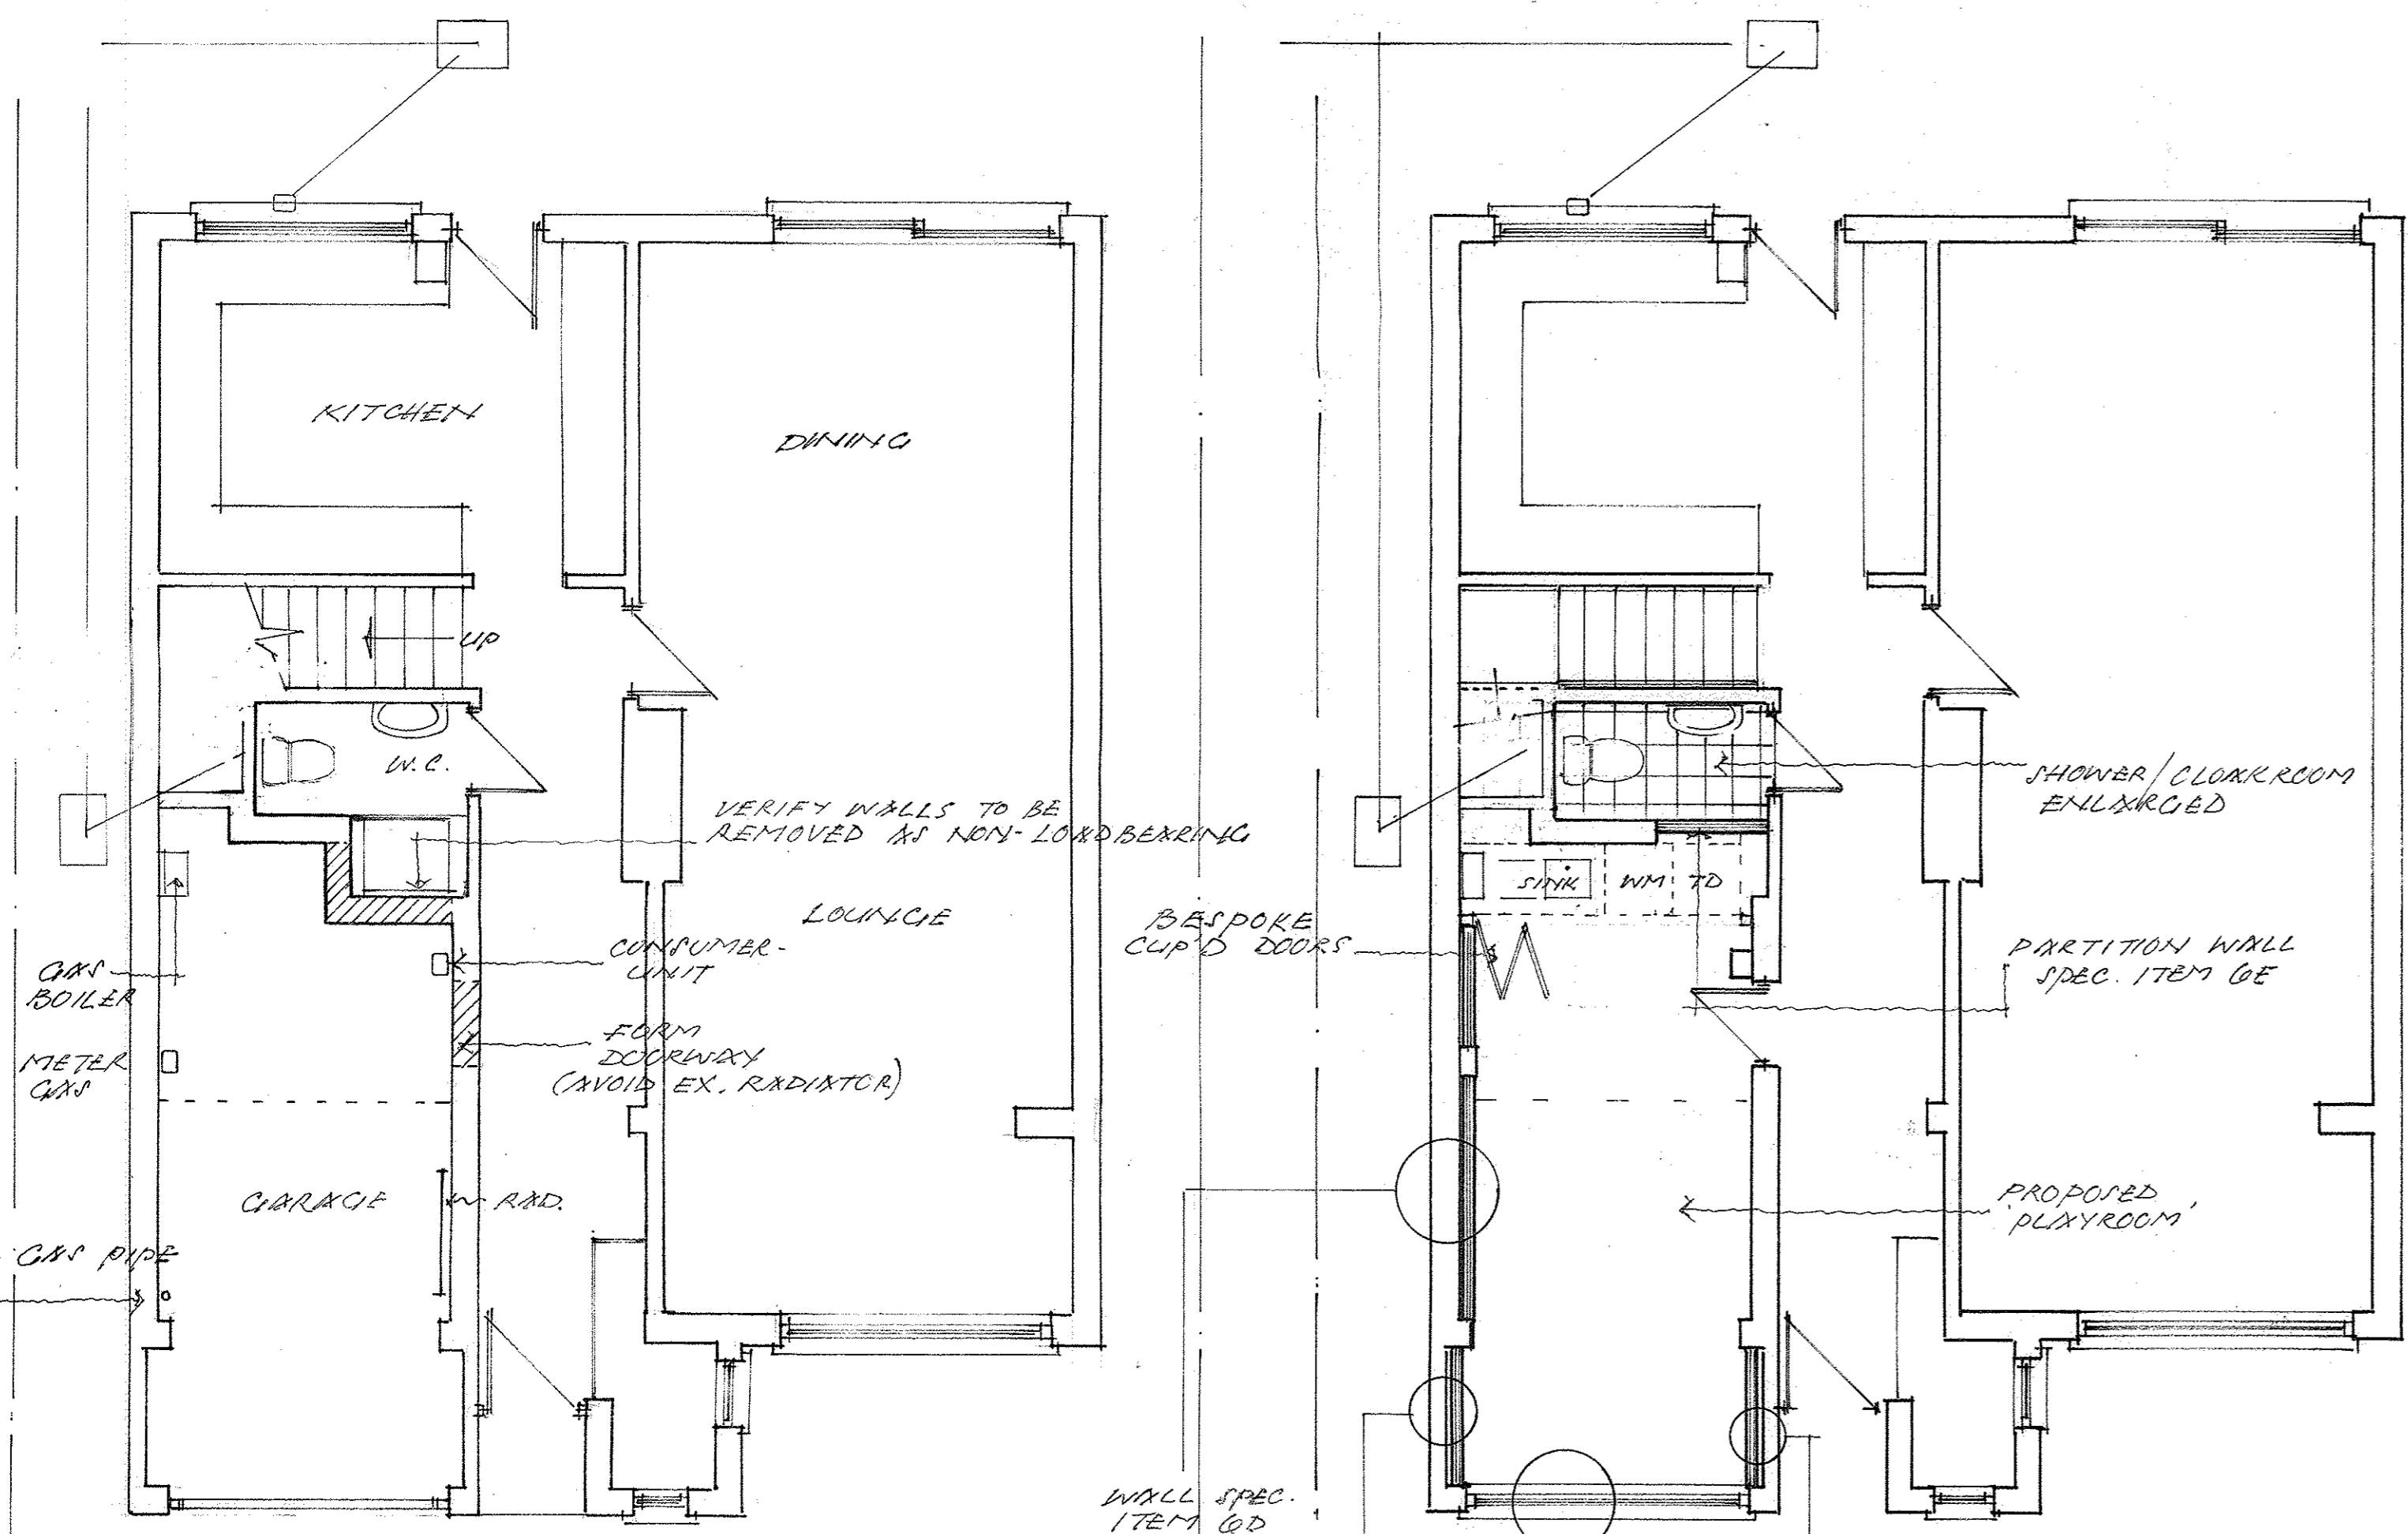 KITCHEN
DINING
UP
W.C.
VERIFY WALLS TO BE
REMOVED AS NON-LOADBEARING
LOUNGE
GAS
BOILER
CONSUMER-
UNIT
METER
GAS
FORM
DOORWAY
(AVOID EX. RADIATOR)
GARAGE
RAD.
GAS PIPE
SHOWER/CLOAKROOM
ENLARGED
SINK
WM
TD
BESPOKE
CUP'D DOORS
PARTITION WALL
SPEC. ITEM 6E
PROPOSED
'PLAYROOM'
WALL SPEC.
ITEM 6D